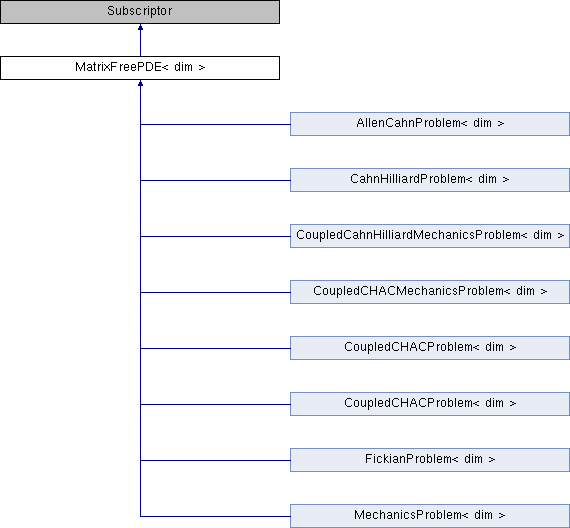 Subscriptor
MatrixFreePDE< dim >
AllenCahnProblem< dim >
CahnHilliardProblem< dim >
CoupledCahnHilliardMechanicsProblem< dim >
CoupledCHACMechanicsProblem< dim >
CoupledCHACProblem< dim >
CoupledCHACProblem< dim >
FickianProblem< dim >
MechanicsProblem< dim >